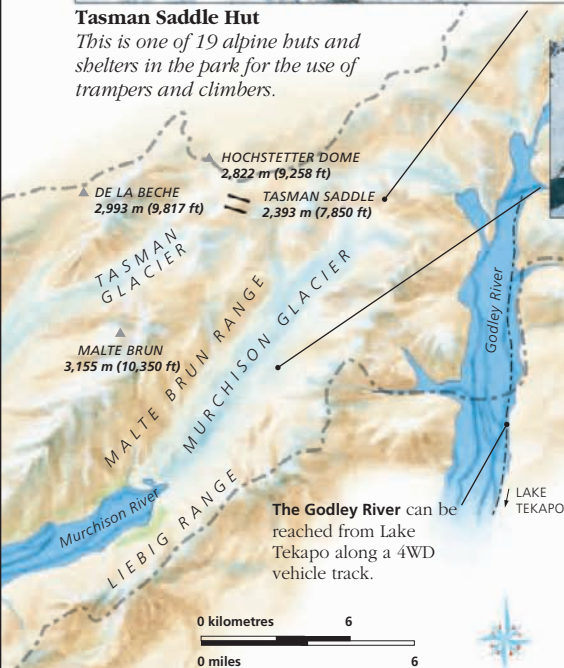 Tasman Saddle Hut
This is one of 19 alpine huts and
shelters in the park for the use of
trampers and climbers.
HOCHSTETTER DOME
2,822 m (9,258 ft)
DE LA BECHE
2,993 m (9,817 ft)
TASMAN SADDLE
2,393 m (7,850 ft)
TASMAN
GLACIER
MALTE BRUN
3,155 m (10,350 ft)
MALTE BRUN RANGE
MURCHISON GLACIER
Godley River
Murchison River
LIEBIG RANGE
The Godley River can be
reached from Lake
Tekapo along a 4WD
vehicle track.
LAKE
TEKAPO
0 kilometres 6
0 miles 6